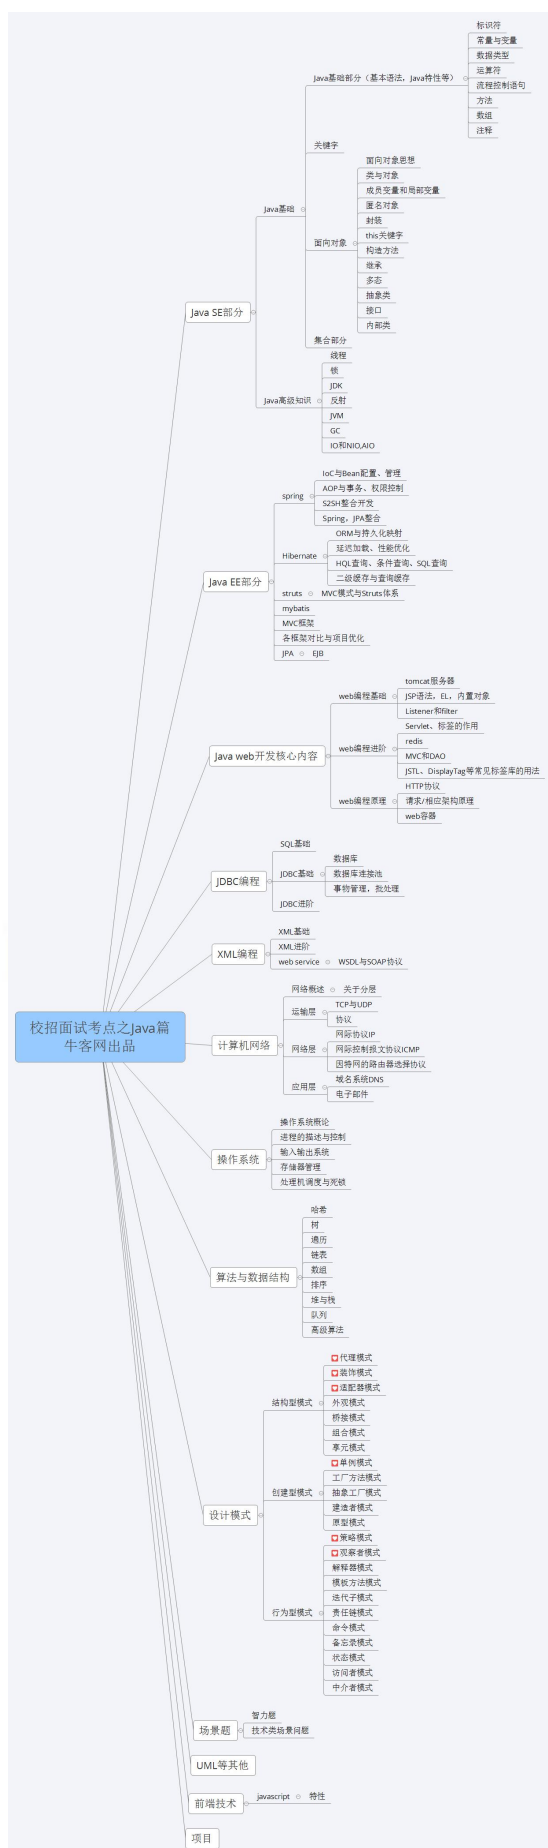 校招面试考点之Java篇
牛客网出品
Java SE部分
Java基础
Java基础部分（基本语法，Java特性等）
标识符
常量与变量
数据类型
运算符
流程控制语句
方法
数组
注释
关键字
面向对象
面向对象思想
类与对象
成员变量和局部变量
匿名对象
封装
this关键字
构造方法
继承
多态
抽象类
接口
内部类
集合部分
Java高级知识
线程
锁
JDK
反射
JVM
GC
IO和NIO,AIO
Java EE部分
spring
IoC与Bean配置、管理
AOP与事务、权限控制
S2SH整合开发
Spring，JPA整合
Hibernate
ORM与持久化映射
延迟加载、性能优化
HQL查询、条件查询、SQL查询
二级缓存与查询缓存
struts
MVC模式与Struts体系
mybatis
MVC框架
各框架对比与项目优化
JPA
EJB
Java web开发核心内容
web编程基础
tomcat服务器
JSP语法，EL，内置对象
Listener和filter
web编程进阶
Servlet、标签的作用
redis
MVC和DAO
JSTL、DisplayTag等常见标签库的用法
web编程原理
HTTP协议
请求/相应架构原理
web容器
JDBC编程
SQL基础
JDBC基础
数据库
数据库连接池
事物管理，批处理
JDBC进阶
XML编程
XML基础
XML进阶
web service
WSDL与SOAP协议
计算机网络
网络概述
关于分层
运输层
TCP与UDP
协议
网络层
网际协议IP
网际控制报文协议ICMP
因特网的路由器选择协议
应用层
域名系统DNS
电子邮件
操作系统
操作系统概论
进程的描述与控制
输入输出系统
存储器管理
处理机调度与死锁
算法与数据结构
哈希
树
遍历
链表
数组
排序
堆与栈
队列
高级算法
设计模式
结构型模式
代理模式
装饰模式
适配器模式
外观模式
桥接模式
组合模式
享元模式
创建型模式
单例模式
工厂方法模式
抽象工厂模式
建造者模式
原型模式
行为型模式
策略模式
观察者模式
解释器模式
模板方法模式
迭代子模式
责任链模式
命令模式
备忘录模式
状态模式
访问者模式
中介者模式
场景题
智力题
技术类场景问题
UML等其他
前端技术
javascript
特性
项目